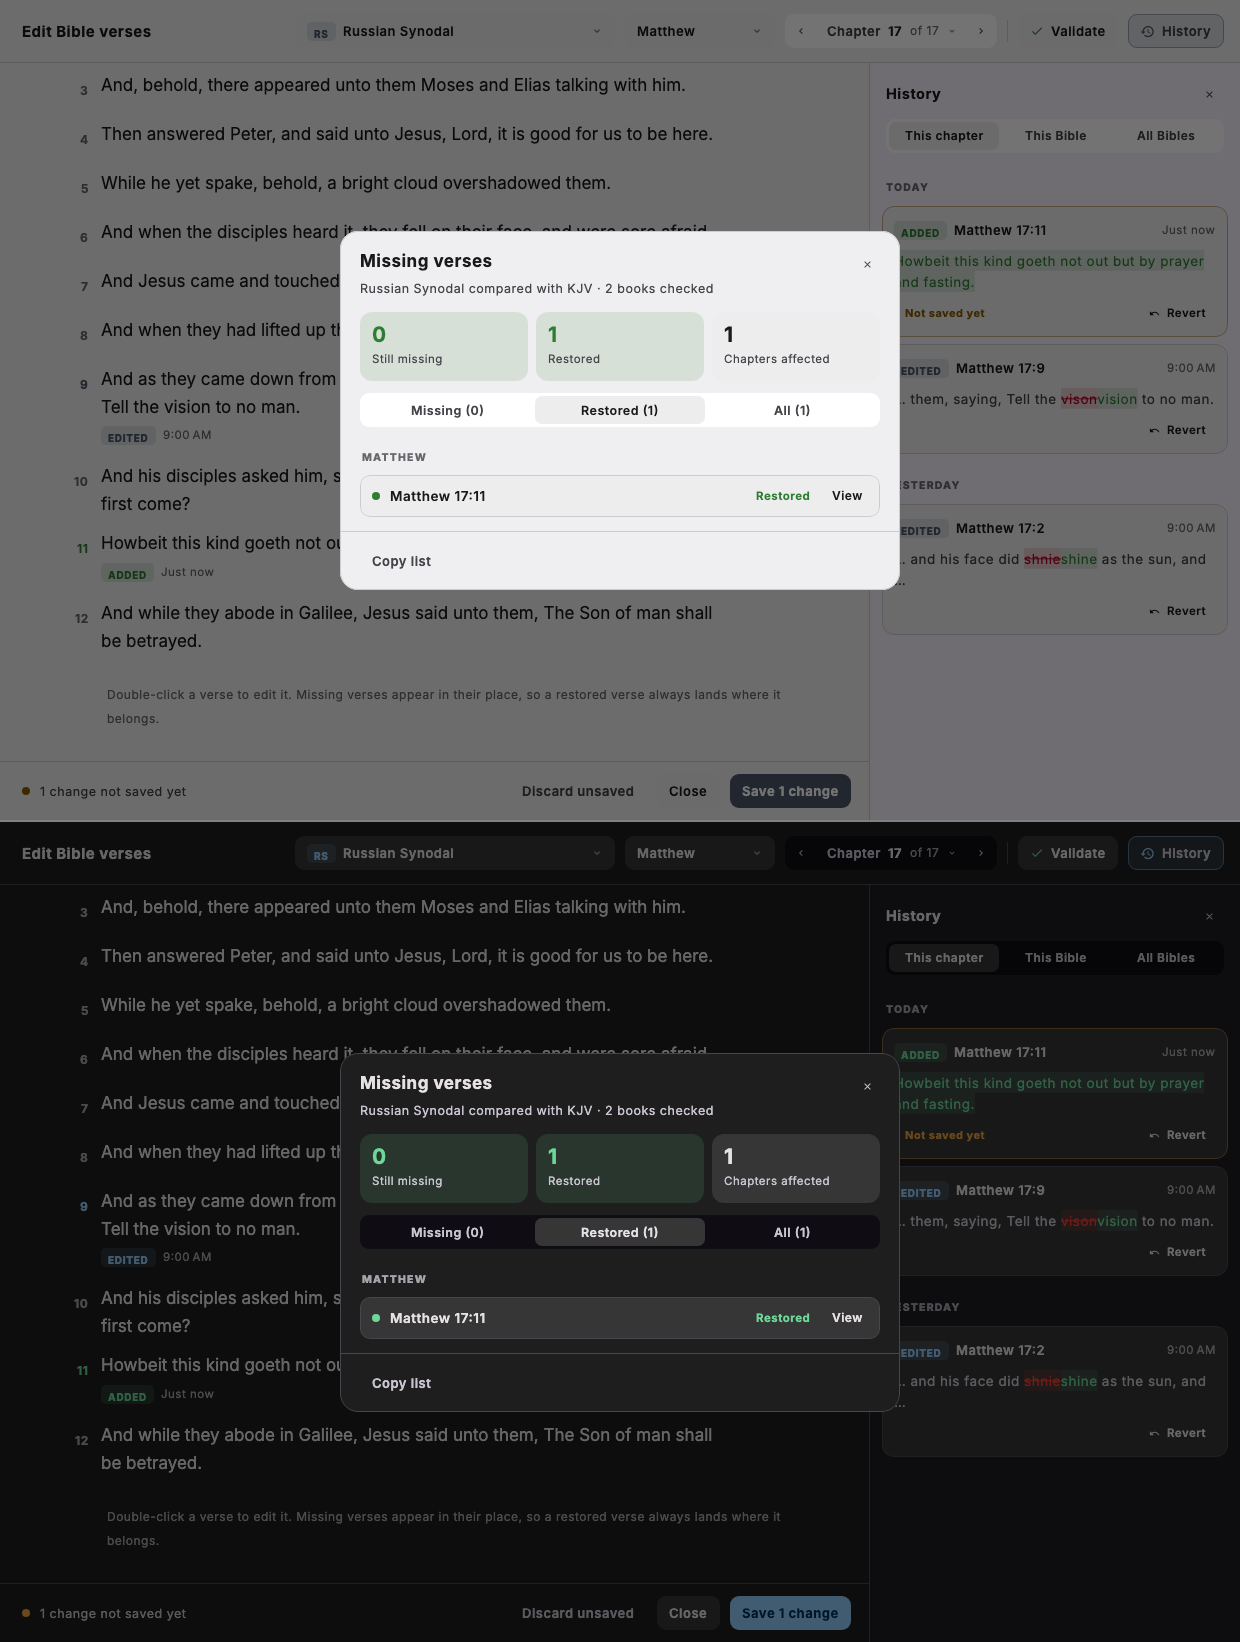 Edit Bible verses
RS Russian Synodal
Matthew
Chapter 17 of 17
Validate
History
3 And, behold, there appeared unto them Moses and Elias talking with him.
4 Then answered Peter, and said unto Jesus, Lord, it is good for us to be here.
5 While he yet spake, behold, a bright cloud overshadowed them.
6 And when the disciples heard it, they fell on their face, and were sore afraid.
7 And Jesus came and touched
8 And when they had lifted up
9 And as they came down from
Tell the vision to no man.
EDITED 9:00 AM
10 And his disciples asked him,
first come?
11 Howbeit this kind goeth not
ADDED Just now
12 And while they abode in Galilee, Jesus said unto them, The Son of man shall
be betrayed.
Double-click a verse to edit it. Missing verses appear in their place, so a restored verse always lands where it
belongs.
1 change not saved yet
Discard unsaved
Close
Save 1 change
Missing verses
Russian Synodal compared with KJV · 2 books checked
0
Still missing
1
Restored
1
Chapters affected
Missing (0)
Restored (1)
All (1)
MATTHEW
Matthew 17:11 Restored View
Copy list
History
This chapter
This Bible
All Bibles
TODAY
ADDED Matthew 17:11 Just now
Howbeit this kind goeth not out but by prayer
and fasting.
Not saved yet Revert
EDITED Matthew 17:9 9:00 AM
.. them, saying, Tell the visonvision to no man.
Revert
YESTERDAY
EDITED Matthew 17:2 9:00 AM
.. and his face did shnieshine as the sun, and
...
Revert
Edit Bible verses
RS Russian Synodal
Matthew
Chapter 17 of 17
Validate
History
3 And, behold, there appeared unto them Moses and Elias talking with him.
4 Then answered Peter, and said unto Jesus, Lord, it is good for us to be here.
5 While he yet spake, behold, a bright cloud overshadowed them.
6 And when the disciples heard it, they fell on their face, and were sore afraid.
7 And Jesus came and touched
8 And when they had lifted up
9 And as they came down from
Tell the vision to no man.
EDITED 9:00 AM
10 And his disciples asked him,
first come?
11 Howbeit this kind goeth not
ADDED Just now
12 And while they abode in Galilee, Jesus said unto them, The Son of man shall
be betrayed.
Double-click a verse to edit it. Missing verses appear in their place, so a restored verse always lands where it
belongs.
1 change not saved yet
Discard unsaved
Close
Save 1 change
Missing verses
Russian Synodal compared with KJV · 2 books checked
0
Still missing
1
Restored
1
Chapters affected
Missing (0)
Restored (1)
All (1)
MATTHEW
Matthew 17:11 Restored View
Copy list
History
This chapter
This Bible
All Bibles
TODAY
ADDED Matthew 17:11 Just now
Howbeit this kind goeth not out but by prayer
and fasting.
Not saved yet Revert
EDITED Matthew 17:9 9:00 AM
.. them, saying, Tell the visonvision to no man.
Revert
YESTERDAY
EDITED Matthew 17:2 9:00 AM
.. and his face did shnieshine as the sun, and
...
Revert